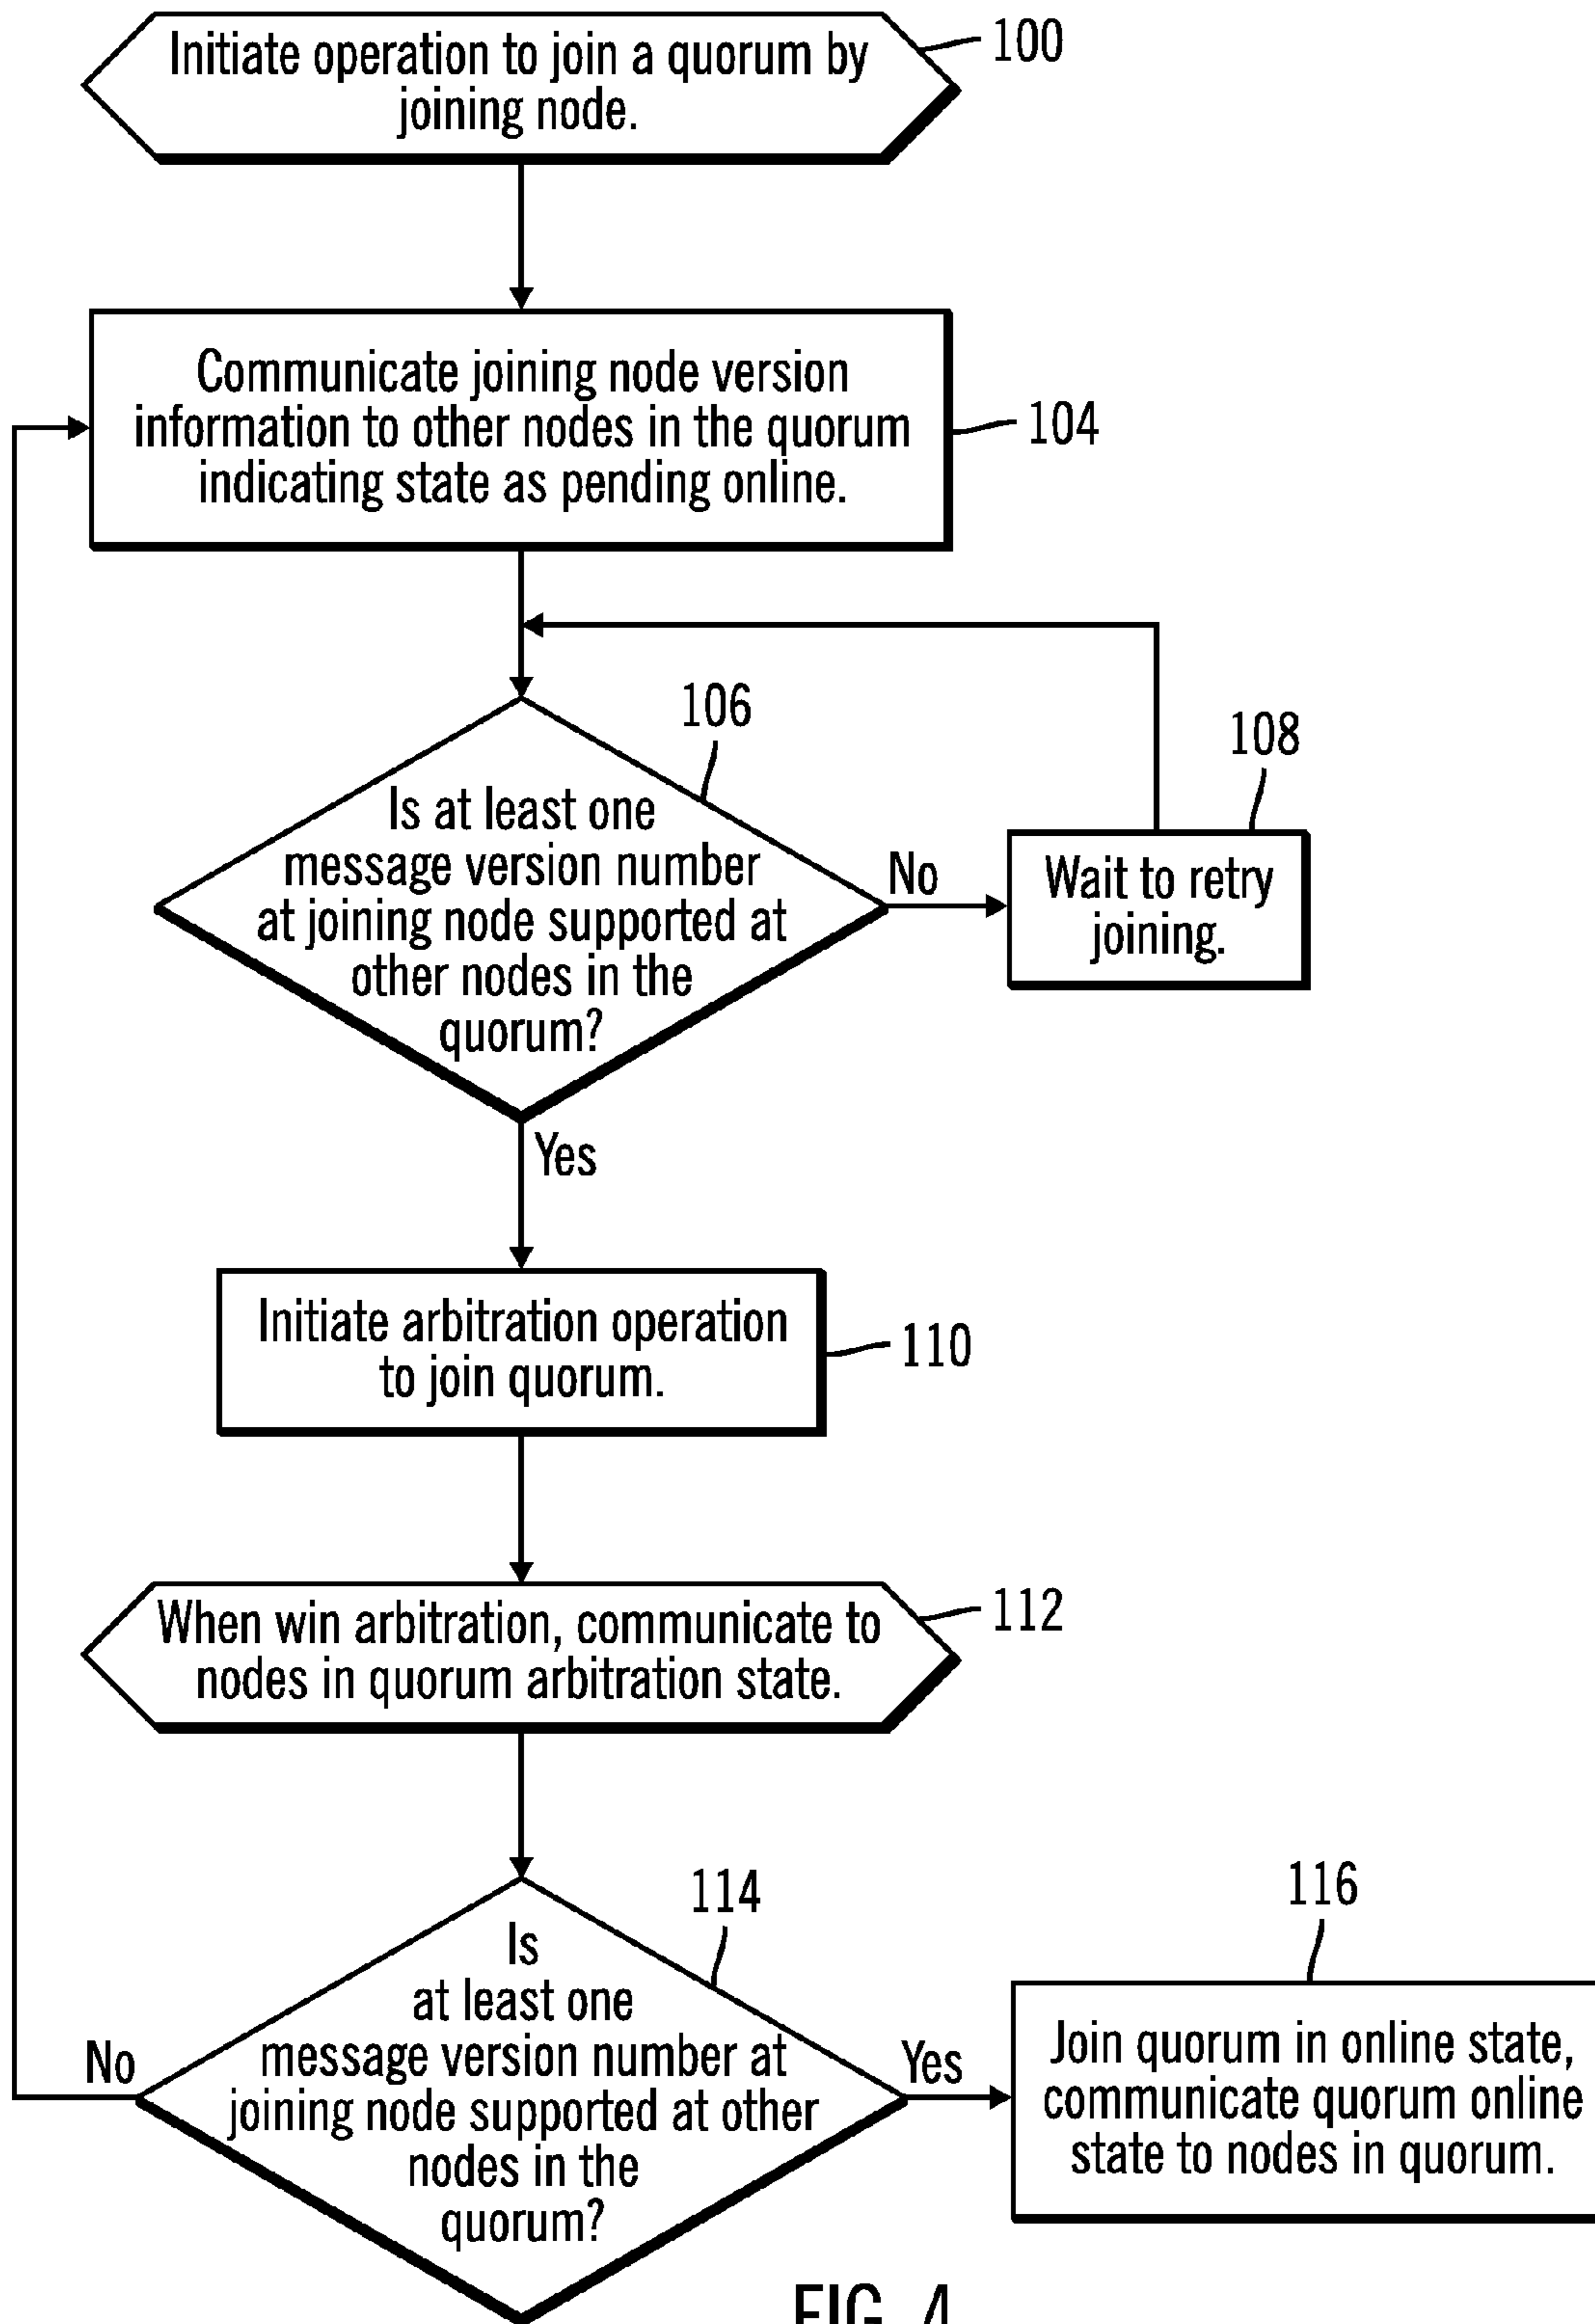 Initiate operation to join a quorum by
joining node.
100
Communicate joining node version
information to other nodes in the quorum
indicating state as pending online.
104
106
Is at least one
message version number
at joining node supported at
other nodes in the
quorum?
No
108
Wait to retry
joining.
Yes
Initiate arbitration operation
to join quorum.
110
When win arbitration, communicate to
nodes in quorum arbitration state.
112
114
Is
at least one
message version number at
joining node supported at other
nodes in the
quorum?
No
Yes
116
Join quorum in online state,
communicate quorum online
state to nodes in quorum.
FIG. 4